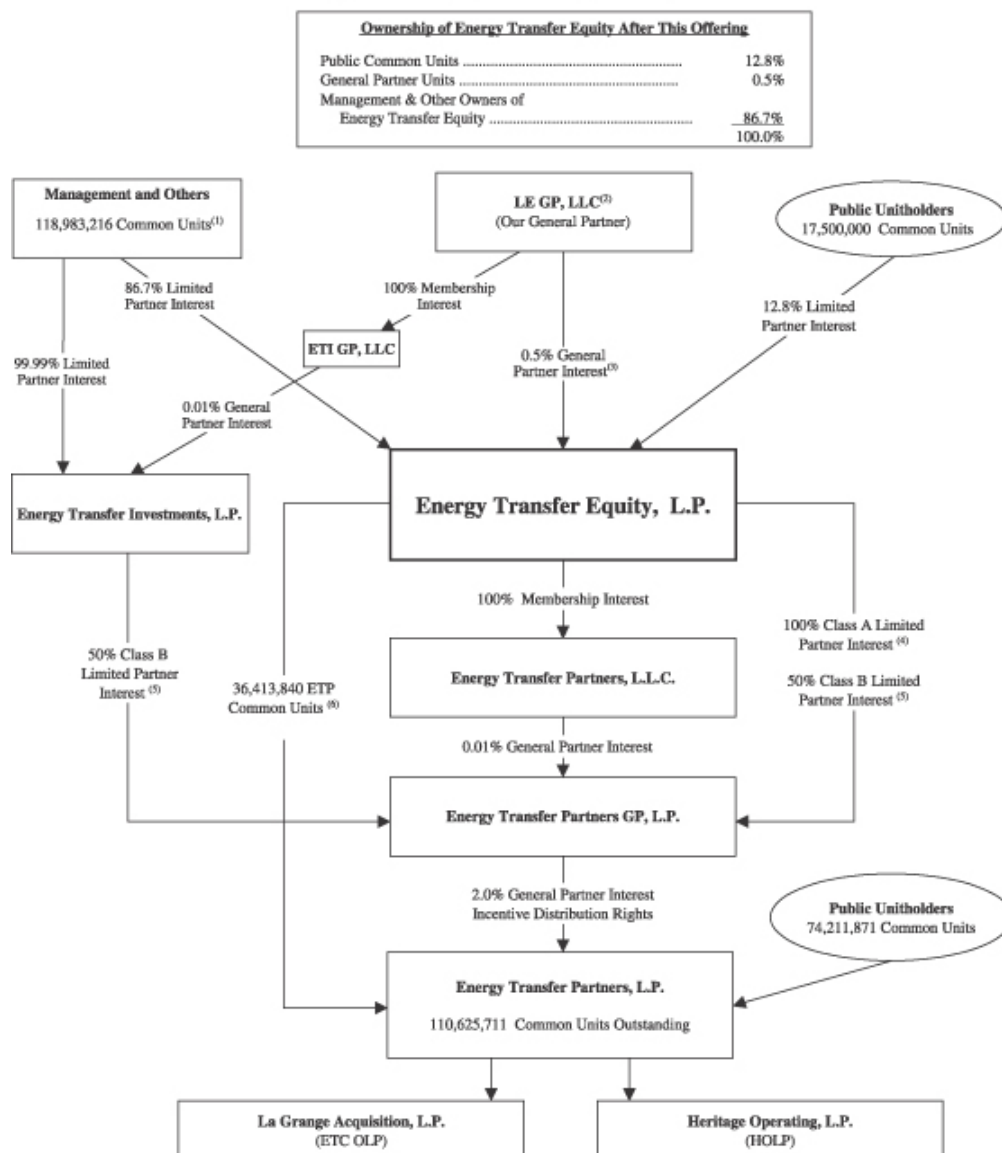 Ownership of Energy Transfer Equity After This Offering
Public Common Units ........................................................ 12.8%
General Partner Units ........................................................ 0.5%
Management & Other Owners of
Energy Transfer Equity .................................................... 86.7%
100.0%
Management and Others
118,983,216 Common Units(1)
LE GP, LLC(2)
(Our General Partner)
Public Unitholders
17,500,000 Common Units
86.7% Limited
Partner Interest
100% Membership
Interest
12.8% Limited
Partner Interest
ETI GP, LLC
99.99% Limited
Partner Interest
0.5% General
Partner Interest(3)
0.01% General
Partner Interest
Energy Transfer Investments, L.P.
Energy Transfer Equity, L.P.
100% Membership Interest
50% Class B
Limited Partner
Interest (5)
36,413,840 ETP
Common Units (6)
100% Class A Limited
Partner Interest (4)
50% Class B Limited
Partner Interest (5)
Energy Transfer Partners, L.L.C.
0.01% General Partner Interest
Energy Transfer Partners GP, L.P.
2.0% General Partner Interest
Incentive Distribution Rights
Public Unitholders
74,211,871 Common Units
Energy Transfer Partners, L.P.
110,625,711 Common Units Outstanding
La Grange Acquisition, L.P.
(ETC OLP)
Heritage Operating, L.P.
(HOLP)